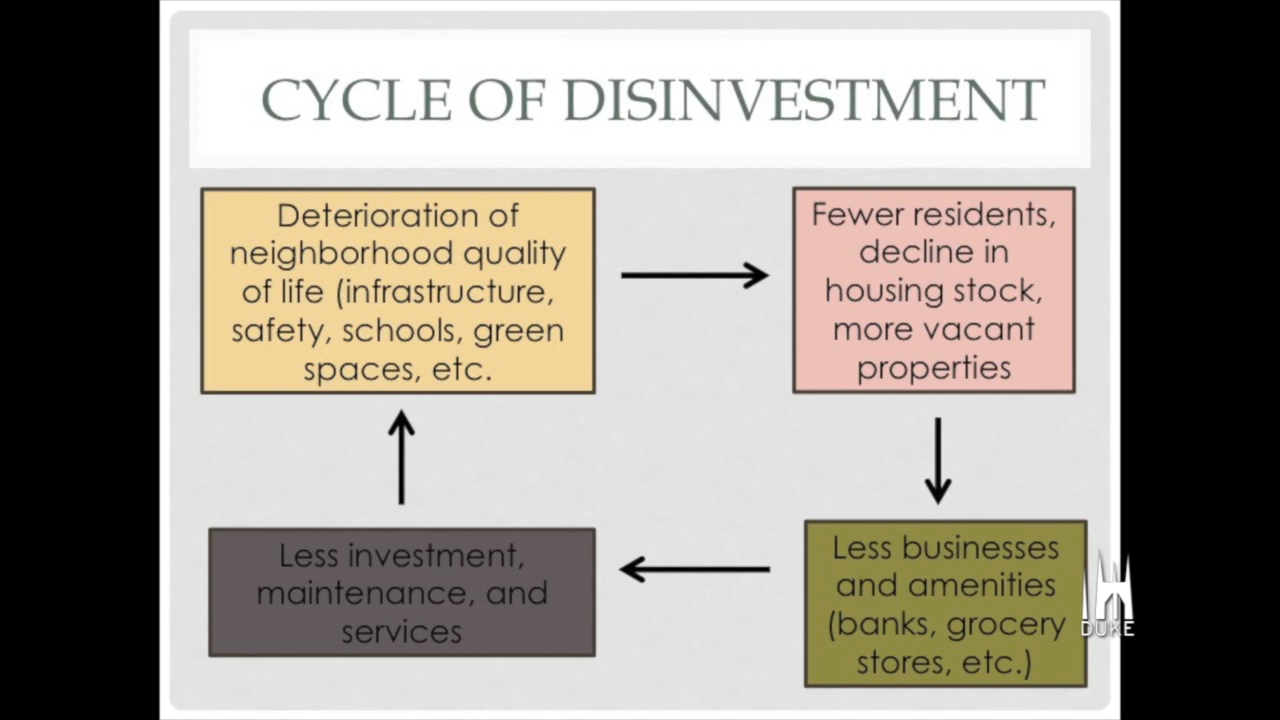 CYCLE OF DISINVESTMENT
Deterioration of
neighborhood quality
of life (infrastructure,
safety, schools, green
spaces, etc.
Fewer residents,
decline in
housing stock,
more vacant
properties
Less investment,
maintenance, and
services
Less businesses
and amenities
(banks, grocery
stores, etc.)
DUKE